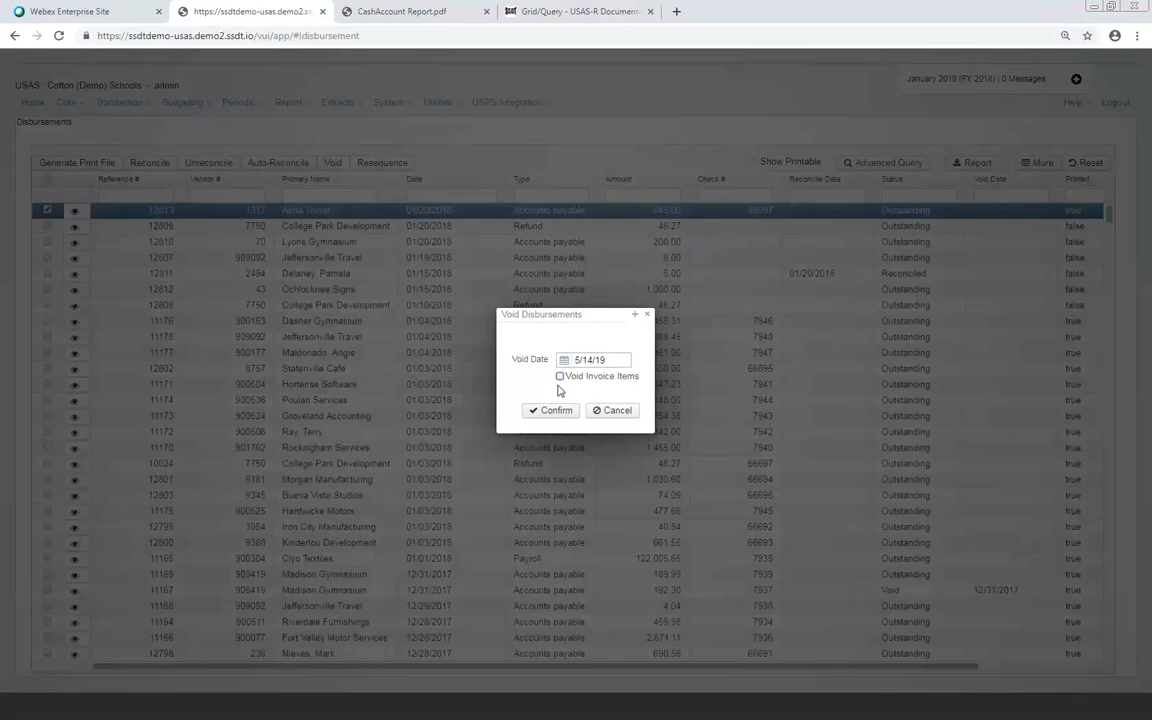 Webex Enterprise Site × https://ssdtdemo-usas.demo2.ss × CashAccount Report.pdf × Grid/Query - USAS-R Document × +
https://ssdtdemo-usas.demo2.ssdt.io/vui/app/#!disbursement
USAS: Cotton (Demo) Schools - admin January 2018 (FY 2018) | 0 Messages
Home Core Transaction Budgeting Periodic Report Extracts System Utilities USPS Integration Help Logout
Disbursements
Generate Print File Reconcile Unreconcile Auto-Reconcile Void Resequence Show Printable Advanced Query Report More Reset
Reference # Vendor # Primary Name Date Type Amount Check # Reconcile Date Status Void Date Printed
12813 1317 Alma Travel 01/20/2018 Accounts payable 645.00 Outstanding true
12809 7750 College Park Development 01/20/2018 Refund 46.27 Outstanding false
12810 70 Lyons Gymnasium 01/20/2018 Accounts payable 200.00 Outstanding false
12807 909092 Jeffersonville Travel 01/19/2018 Accounts payable 9.00 Outstanding false
12811 2494 Delaney, Pamela 01/15/2018 Accounts payable 5.00 01/20/2018 Reconciled false
12812 43 Ochlocknee Signs 01/15/2018 Accounts payable 1,000.00 Outstanding false
12808 7750 College Park Development 01/10/2018 Refund 46.27 Outstanding false
Void Disbursements + ×
11176 900163 Dasher Gymnasium 01/04/2018 7946 Outstanding true
11178 909092 Jeffersonville Travel 01/04/2018 7948 Outstanding true
11177 900177 Maldonado, Angie 01/04/2018 7947 Outstanding true
Void Date 5/14/19
12802 8767 Statenville Cafe 01/04/2018 66695 Outstanding true
Void Invoice Items
11171 900504 Hortense Software 01/04/2018 7941 Outstanding true
11174 900536 Poulan Services 01/04/2018 7944 Outstanding true
11173 900534 Groveland Accounting 01/04/2018 7943 Outstanding true
Confirm Cancel
11172 900506 Ray, Terry 01/04/2018 7942 Outstanding true
11170 901762 Rockingham Services 01/04/2018 Accounts payable 1,465.00 7940 Outstanding true
10024 7750 College Park Development 01/03/2018 Refund 46.27 66697 Outstanding true
12801 9181 Morgan Manufacturing 01/03/2018 Accounts payable 1,030.60 66694 Outstanding true
12803 9345 Buena Vista Studios 01/03/2018 Accounts payable 74.09 66696 Outstanding true
11175 900525 Hardwicke Motors 01/03/2018 Accounts payable 477.66 7945 Outstanding true
12799 3064 Iron City Manufacturing 01/03/2018 Accounts payable 40.84 66692 Outstanding true
12800 9388 Kinderlou Development 01/03/2018 Accounts payable 661.55 66693 Outstanding true
11165 900304 Clyo Textiles 01/01/2018 Payroll 122,005.65 7935 Outstanding true
11169 909419 Madison Gymnasium 12/31/2017 Accounts payable 189.99 7939 Outstanding true
11167 909419 Madison Gymnasium 12/31/2017 Accounts payable 192.30 7937 Void 12/31/2017 true
11168 909092 Jeffersonville Travel 12/29/2017 Accounts payable 4.04 7938 Outstanding true
11164 900511 Riverdale Furnishings 12/28/2017 Accounts payable 459.98 7934 Outstanding true
11166 900077 Fort Valley Motor Services 12/28/2017 Accounts payable 2,871.11 7936 Outstanding true
12798 238 Nieves, Mark 12/28/2017 Accounts payable 690.58 66691 Outstanding true